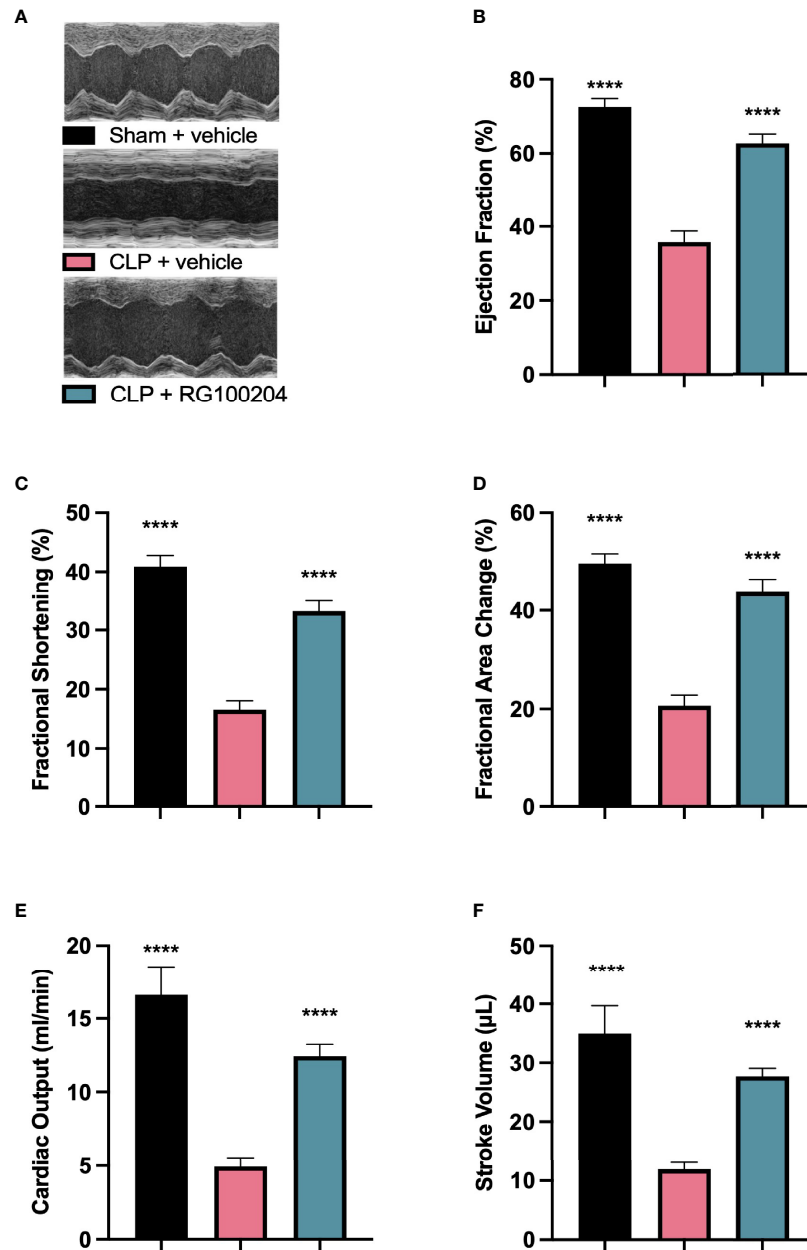 A
Sham + vehicle
CLP + vehicle
CLP + RG100204
B
Ejection Fraction (%)
80
60
40
20
0
****
****
C
Fractional Shortening (%)
50
40
30
20
10
0
****
****
D
Fractional Area Change (%)
60
40
20
0
****
****
E
Cardiac Output (ml/min)
20
15
10
5
0
****
****
F
Stroke Volume (µL)
50
40
30
20
10
0
****
****